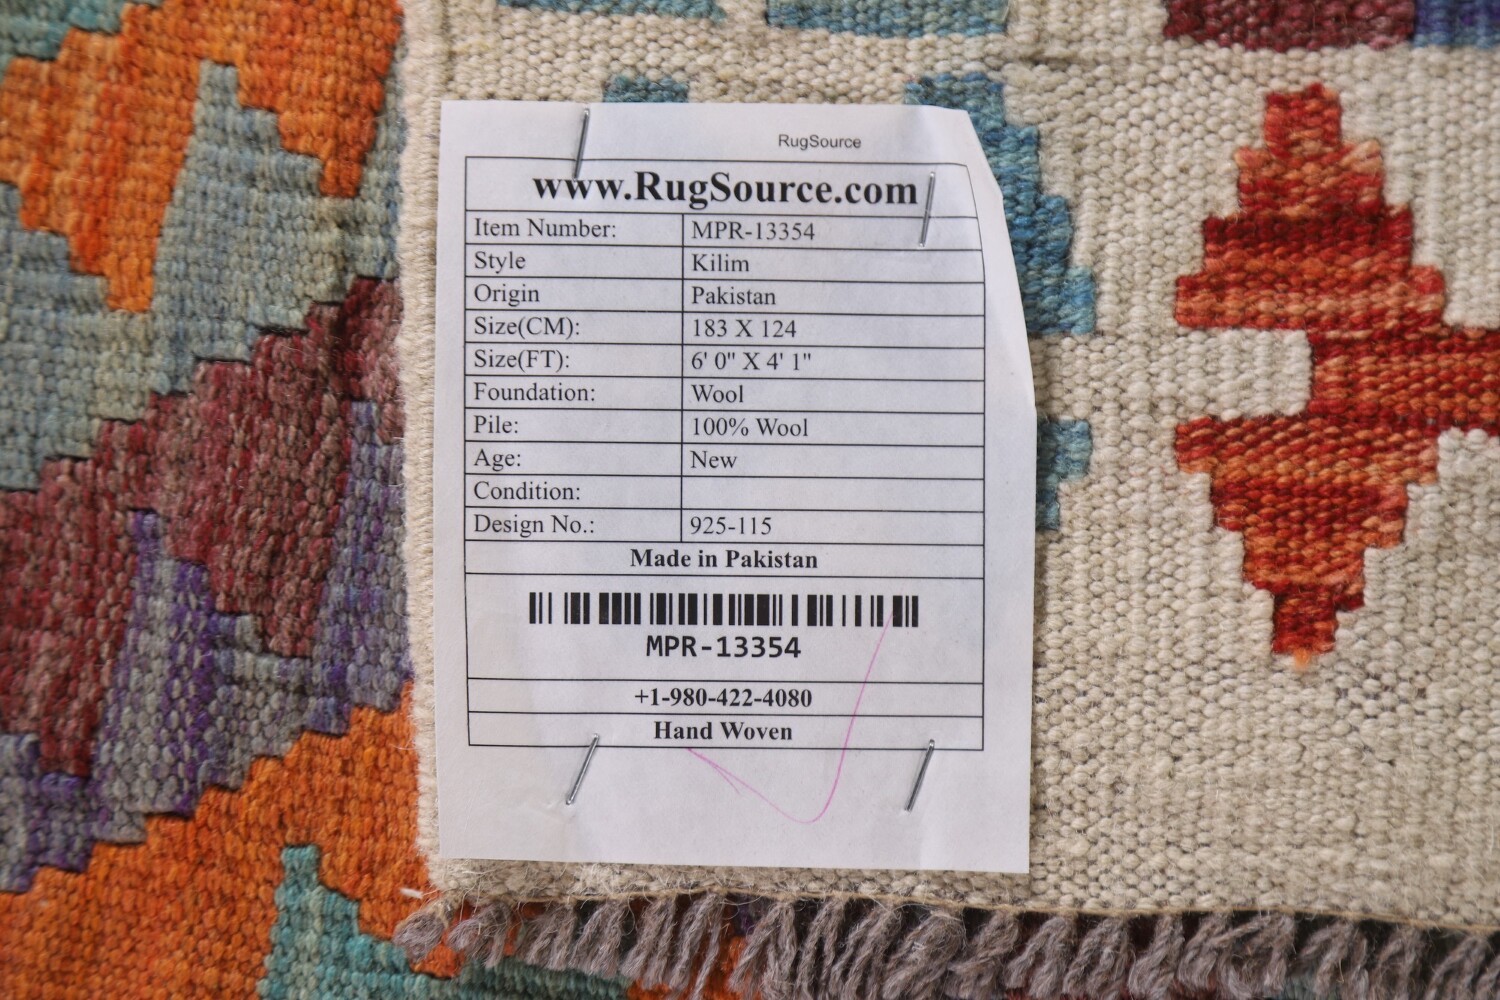 RugSource
www.RugSource.com
Item Number: MPR-13354
Style Kilim
Origin Pakistan
Size(CM): 183 X 124
Size(FT): 6' 0" X 4' 1"
Foundation: Wool
Pile: 100% Wool
Age: New
Condition:
Design No.: 925-115
Made in Pakistan
MPR-13354
+1-980-422-4080
Hand Woven